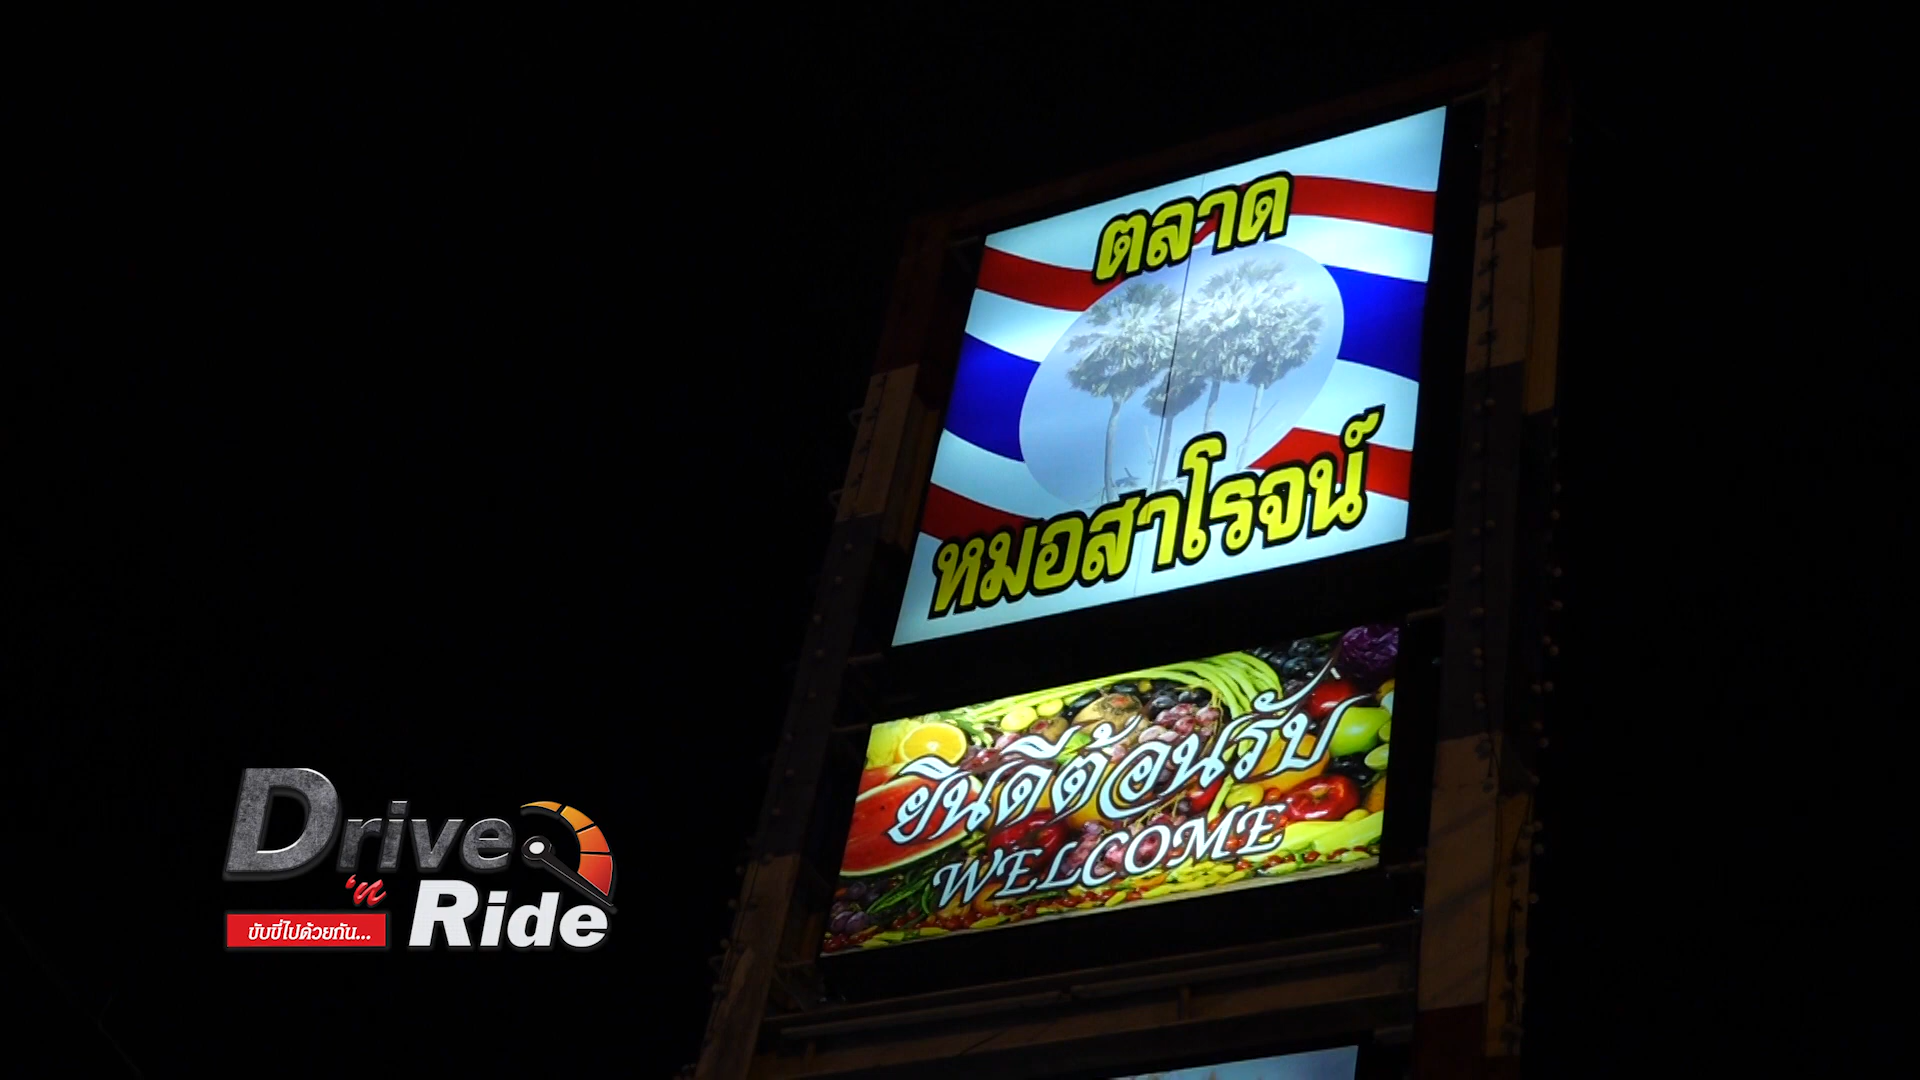 ตลาด
หมอสาโรจน์
ยินดีต้อนรับ
WELCOME
Drive
'n
Ride
ขับขี่ไปด้วยกัน...